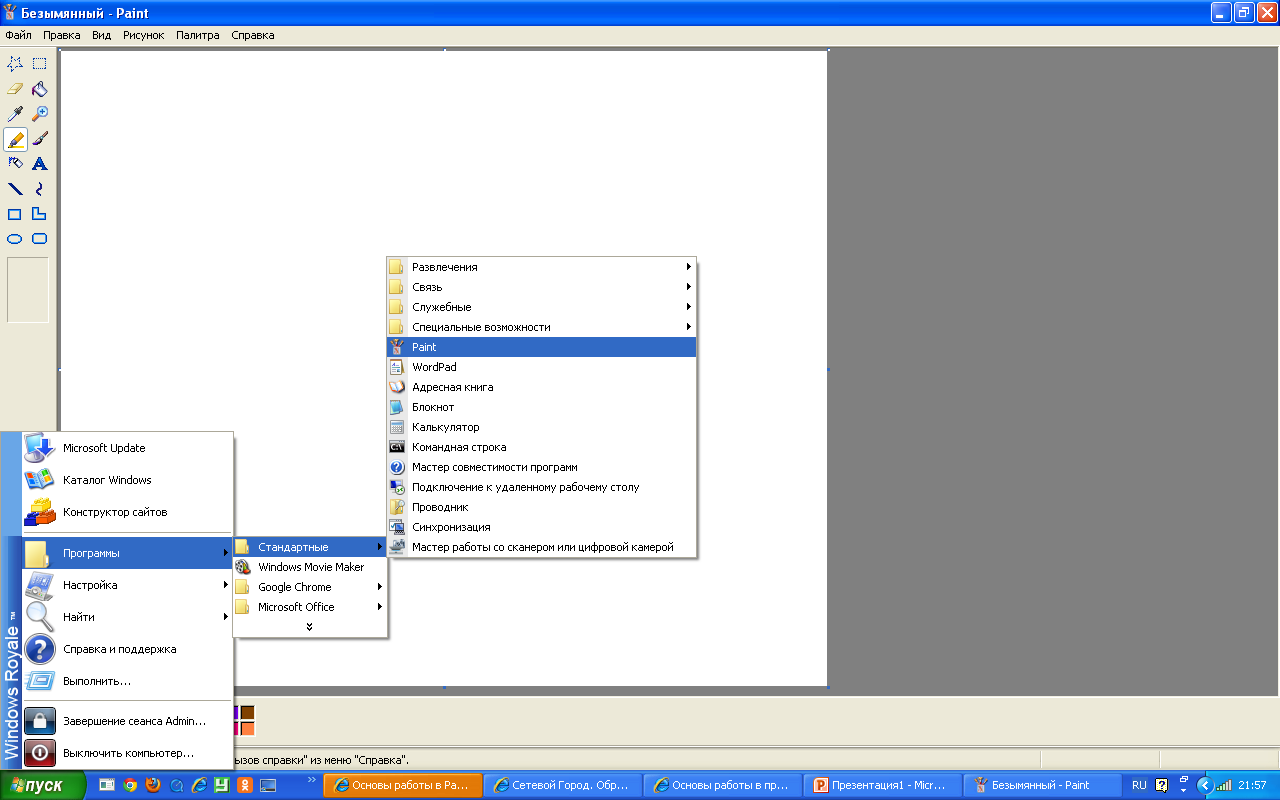 Безымянный - Paint
Файл Правка Вид Рисунок Палитра Справка
Развлечения
Связь
Служебные
Специальные возможности
Paint
WordPad
Адресная книга
Блокнот
Калькулятор
Командная строка
Мастер совместимости программ
Подключение к удаленному рабочему столу
Проводник
Синхронизация
Мастер работы со сканером или цифровой камерой
Microsoft Update
Каталог Windows
Конструктор сайтов
Программы
Настройка
Найти
Справка и поддержка
Выполнить...
Завершение сеанса Admin...
Выключить компьютер...
Windows Royale ™
Стандартные
Windows Movie Maker
Google Chrome
Microsoft Office
ызов справки" из меню "Справка".
пуск
Основы работы в Pa...
Сетевой Город. Обр...
Основы работы в пр...
Презентация1 - Micr...
Безымянный - Paint
RU
21:57